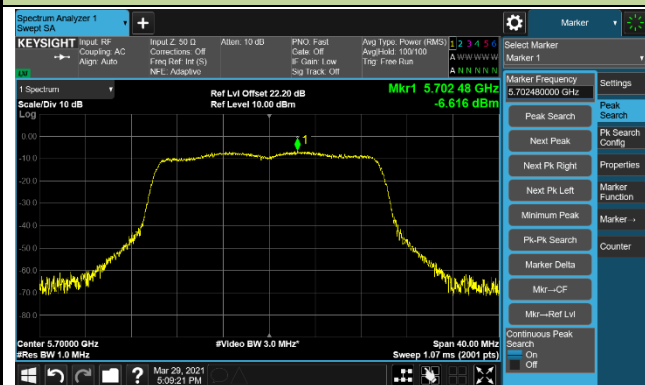 Spectrum Analyzer 1
Swept SA
Marker
KEYSIGHT
Input: RF
Coupling: AC
Align: Auto
Input Z: 50 Ω
Corrections: Off
Freq Ref: Int (S)
NFE: Adaptive
Atten: 10 dB
PNO: Fast
Gate: Off
IF Gain: Low
Sig Track: Off
Avg Type: Power (RMS)
Avg|Hold: 100/100
Trig: Free Run
1 2 3 4 5 6
A W W W W W
A N N N N N
LXI
Select Marker
Marker 1
1 Spectrum
Scale/Div 10 dB
Log
Ref Lvl Offset 22.20 dB
Ref Level 10.00 dBm
Mkr1 5.702 48 GHz
-6.616 dBm
1
0.00
-10.0
-20.0
-30.0
-40.0
-50.0
-60.0
-70.0
-80.0
Center 5.70000 GHz
#Res BW 1.0 MHz
#Video BW 3.0 MHz*
Span 40.00 MHz
Sweep 1.07 ms (2001 pts)
Marker Frequency
5.702480000 GHz
Peak Search
Next Peak
Next Pk Right
Next Pk Left
Minimum Peak
Pk-Pk Search
Marker Delta
Mkr→CF
Mkr→Ref Lvl
Continuous Peak
Search
On
Off
Settings
Peak
Search
Pk Search
Config
Properties
Marker
Function
Marker→
Counter
Mar 29, 2021
5:09:21 PM